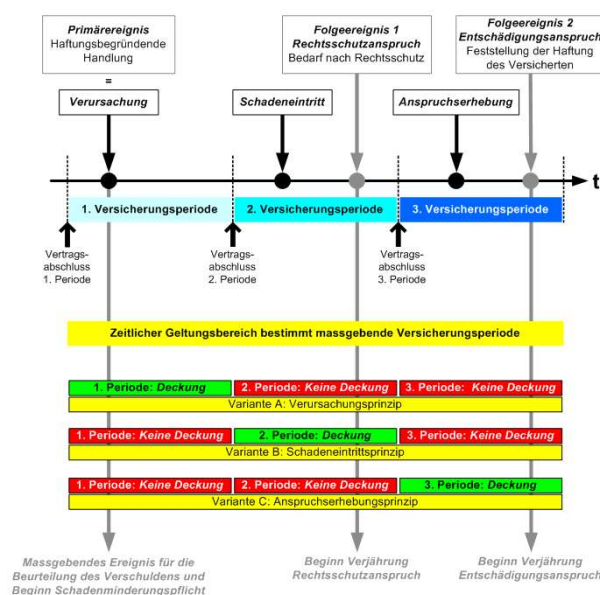 Primärereignis
Haftungsbegründende
Handlung
=
Verursachung
Folgeereignis 1
Rechtsschutzanspruch
Bedarf nach Rechtsschutz
Folgeereignis 2
Entschädigungsanspruch
Feststellung der Haftung
des Versicherten
Schadeneintritt
Anspruchserhebung
t
1. Versicherungsperiode
2. Versicherungsperiode
3. Versicherungsperiode
Vertrags-
abschluss
1. Periode
Vertrags-
abschluss
2. Periode
Vertrags-
abschluss
3. Periode
Zeitlicher Geltungsbereich bestimmt massgebende Versicherungsperiode
1. Periode: Deckung
2. Periode: Keine Deckung
3. Periode: Keine Deckung
Variante A: Verursachungsprinzip
1. Periode: Keine Deckung
2. Periode: Deckung
3. Periode: Keine Deckung
Variante B: Schadeneintrittsprinzip
1. Periode: Keine Deckung
2. Periode: Keine Deckung
3. Periode: Deckung
Variante C: Anspruchserhebungsprinzip
Massgebendes Ereignis für die
Beurteilung des Verschuldens und
Beginn Schadenminderungspflicht
Beginn Verjährung
Rechtsschutzanspruch
Beginn Verjährung
Entschädigungsanspruch